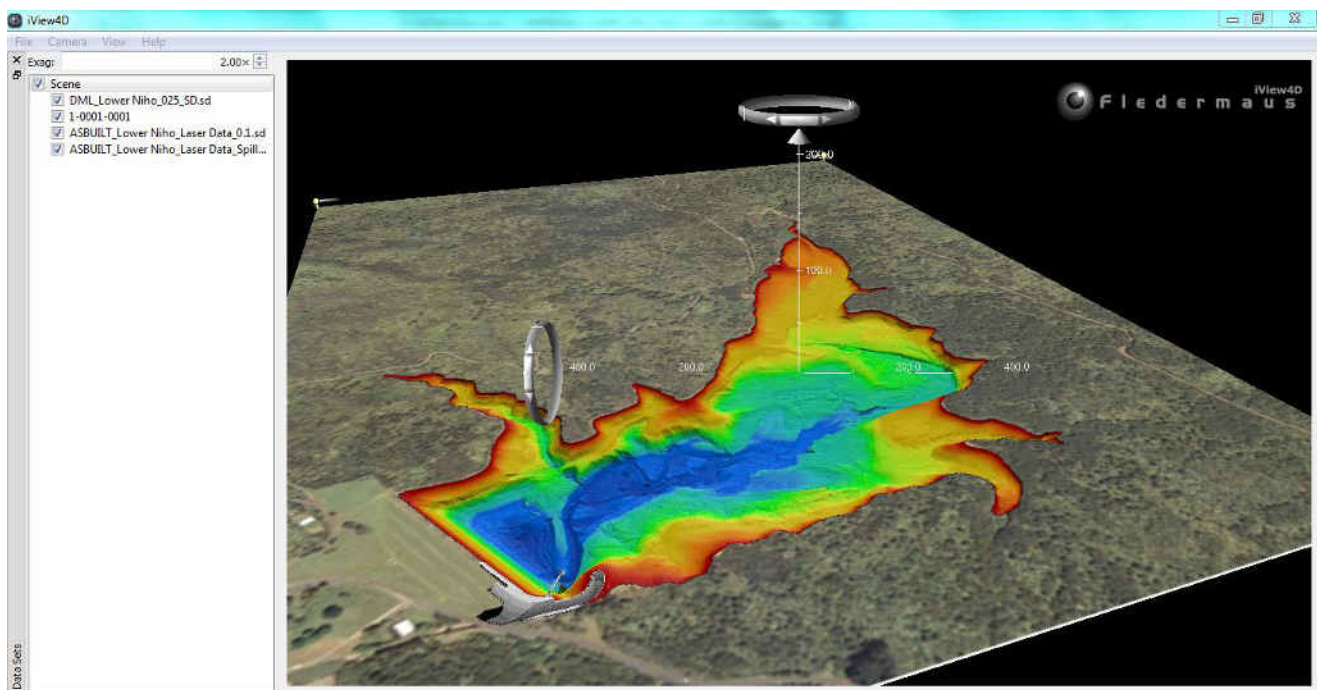 iView4D
File Camera View Help
Exag: 2.00×
Scene
DML_Lower Niho_025_SD.sd
1-0001-0001
ASBUILT_Lower Niho_Laser Data_0.1.sd
ASBUILT_Lower Niho_Laser Data_Spill...
Data Sets
iView4D
Fledermaus
200.0
100.0
400.0 200.0 200.0 400.0